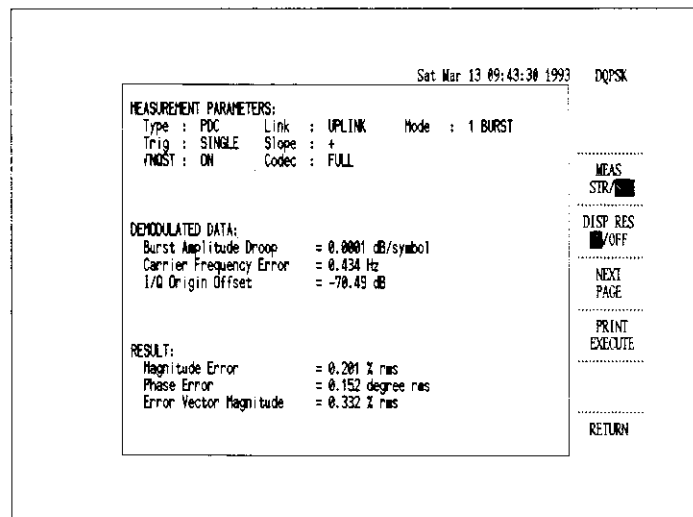 Sat Mar 13 09:43:30 1993 DQPSK
MEASUREMENT PARAMETERS:
Type : PDC Link : UPLINK Mode : 1 BURST
Trig : SINGLE Slope : +
√NQST : ON Codec : FULL
MEAS
STR/
DEMODULATED DATA:
Burst Amplitude Droop = 0.0001 dB/symbol
Carrier Frequency Error = 0.434 Hz
I/Q Origin Offset = -70.49 dB
DISP RES
/OFF
NEXT
PAGE
PRINT
EXECUTE
RESULT:
Magnitude Error = 0.201 % rms
Phase Error = 0.152 degree rms
Error Vector Magnitude = 0.332 % rms
RETURN